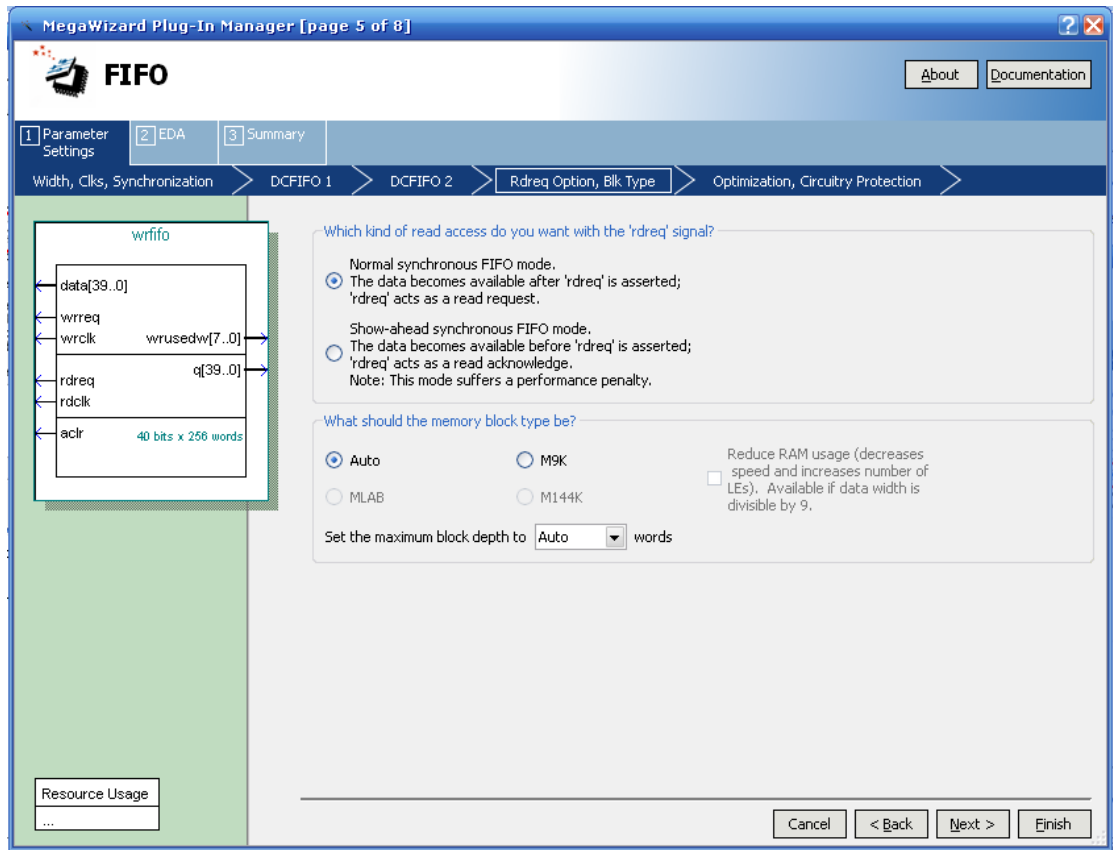 MegaWizard Plug-In Manager [page 5 of 8]
FIFO
About
Documentation
1 Parameter Settings
2 EDA
3 Summary
Width, Clks, Synchronization
DCFIFO 1
DCFIFO 2
Rdreq Option, Blk Type
Optimization, Circuitry Protection
wrfifo
data[39..0]
wrreq
wrclk
wrusedw[7..0]
q[39..0]
rdreq
rdclk
aclr
40 bits x 256 words
Which kind of read access do you want with the 'rdreq' signal?
Normal synchronous FIFO mode.
The data becomes available after 'rdreq' is asserted;
'rdreq' acts as a read request.
Show-ahead synchronous FIFO mode.
The data becomes available before 'rdreq' is asserted;
'rdreq' acts as a read acknowledge.
Note: This mode suffers a performance penalty.
What should the memory block type be?
Auto
M9K
MLAB
M144K
Reduce RAM usage (decreases
speed and increases number of
LEs). Available if data width is
divisible by 9.
Set the maximum block depth to Auto words
Resource Usage
...
Cancel
< Back
Next >
Finish